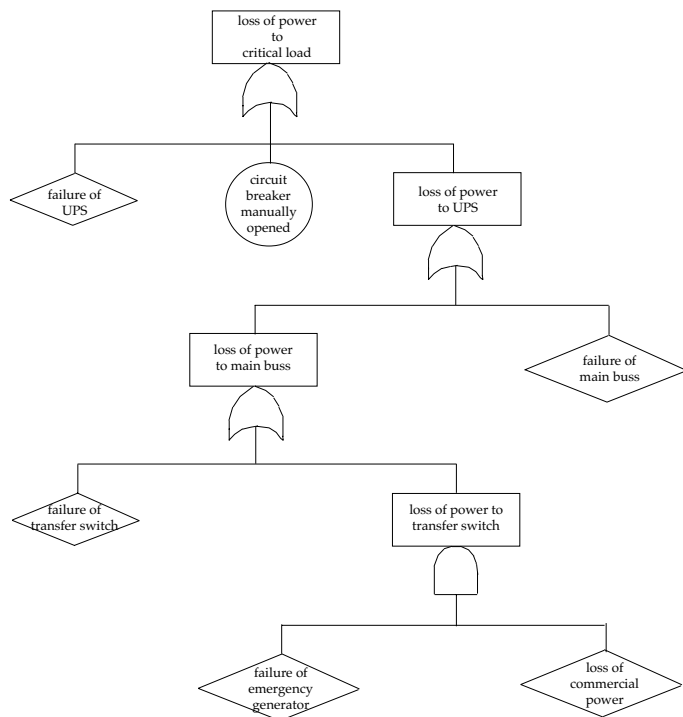 loss of power
to
critical load
failure of
UPS
circuit
breaker
manually
opened
loss of power
to UPS
loss of power
to main buss
failure of
main buss
failure of
transfer switch
loss of power to
transfer switch
failure of
emergency
generator
loss of
commercial
power